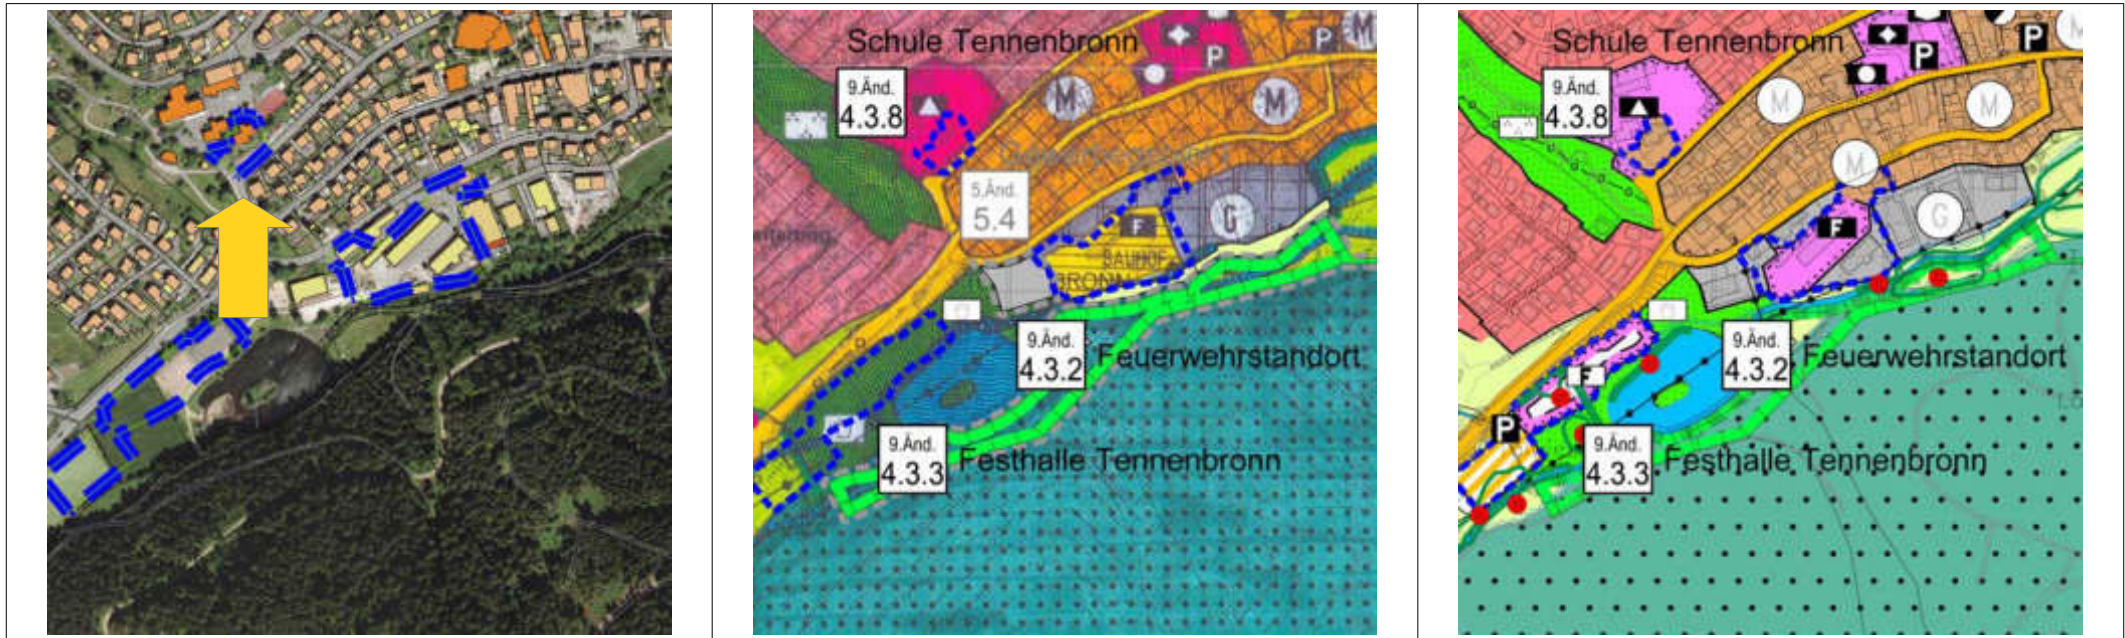 Schule Tennenbronn
P
M
9.Änd.
4.3.8
M
M
5.Änd.
5.4
F
G
BAUHOF
9.Änd.
4.3.2
Feuerwehrstandort
9.Änd.
4.3.3
Festhalle Tennenbronn
Schule Tennenbronn
P
P
M
9.Änd.
4.3.8
M
M
M
G
F
9.Änd.
4.3.2
Feuerwehrstandort
F
P
9.Änd.
4.3.3
Festhalle Tennenbronn